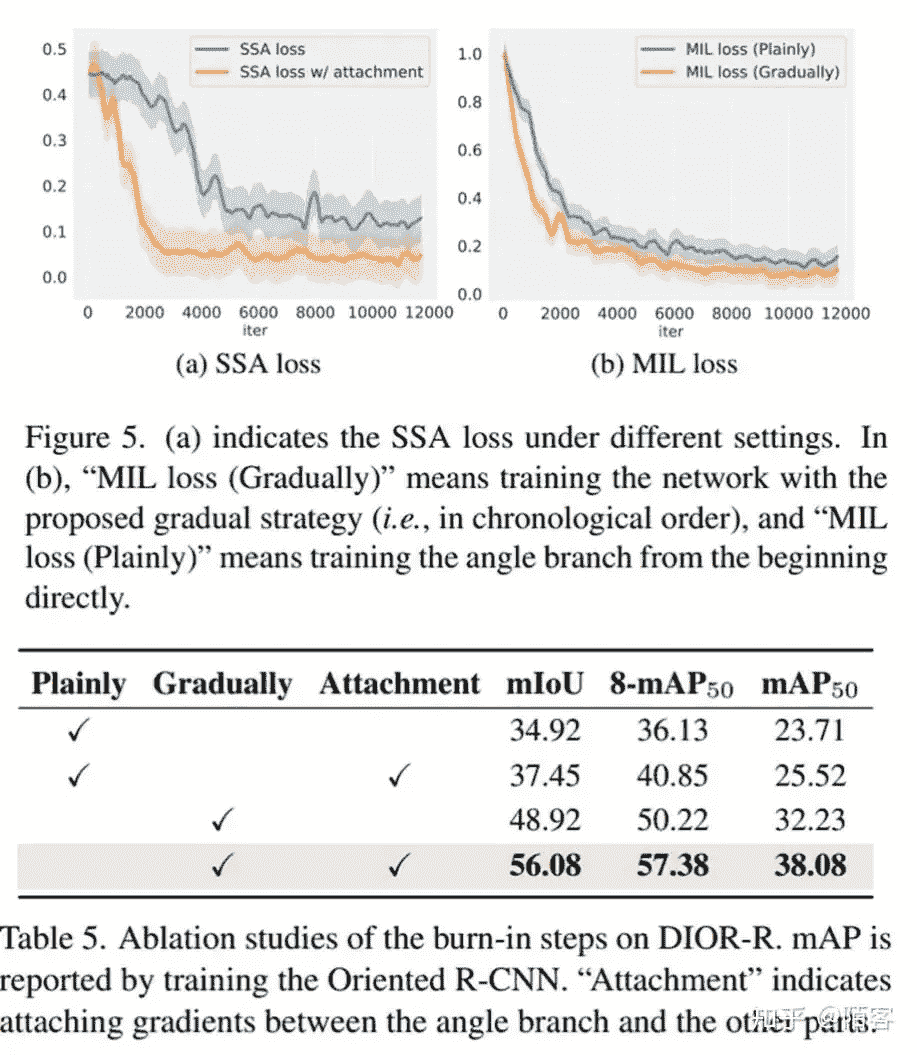 SSA loss
SSA loss w/ attachment
0.5
0.4
0.3
0.2
0.1
0.0
0 2000 4000 6000 8000 10000 12000
iter
(a) SSA loss
MIL loss (Plainly)
MIL loss (Gradually)
1.0
0.8
0.6
0.4
0.2
0.0
0 2000 4000 6000 8000 10000 12000
iter
(b) MIL loss
Figure 5. (a) indicates the SSA loss under different settings. In
(b), “MIL loss (Gradually)” means training the network with the
proposed gradual strategy (i.e., in chronological order), and “MIL
loss (Plainly)” means training the angle branch from the beginning
directly.
Plainly Gradually Attachment mIoU 8-mAP50 mAP50
✓ 34.92 36.13 23.71
✓ ✓ 37.45 40.85 25.52
✓ 48.92 50.22 32.23
✓ ✓ 56.08 57.38 38.08
Table 5. Ablation studies of the burn-in steps on DIOR-R. mAP is
reported by training the Oriented R-CNN. “Attachment” indicates
attaching gradients between the angle branch and the other parts.
知乎 @陌客